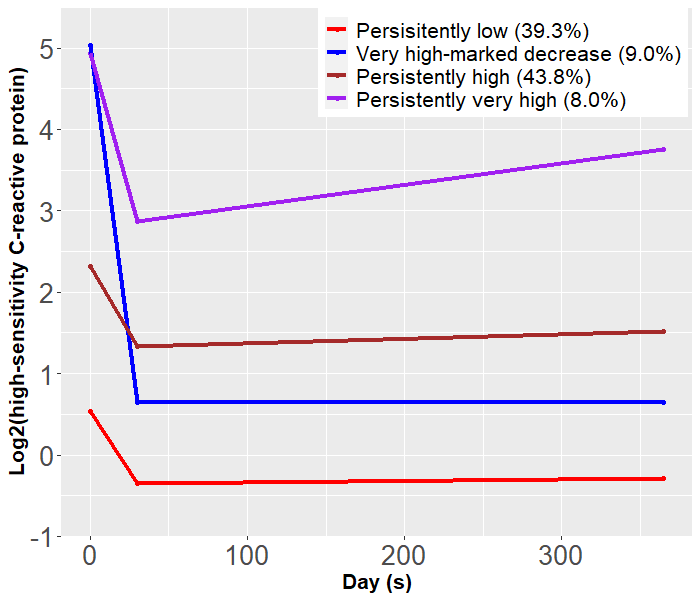 Persisitently low (39.3%)
Very high-marked decrease (9.0%)
Persistently high (43.8%)
Persistently very high (8.0%)
Log2(high-sensitivity C-reactive protein)
5
4
3
2
1
0
-1
0 100 200 300
Day (s)